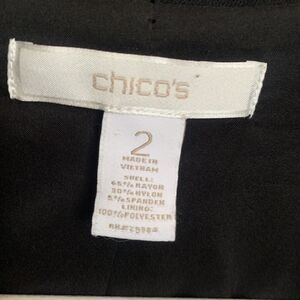 chico's
2
MADE IN
VIETNAM
SHELL:
65% RAYON
30% NYLON
5% SPANDEX
LINING:
100% POLYESTER